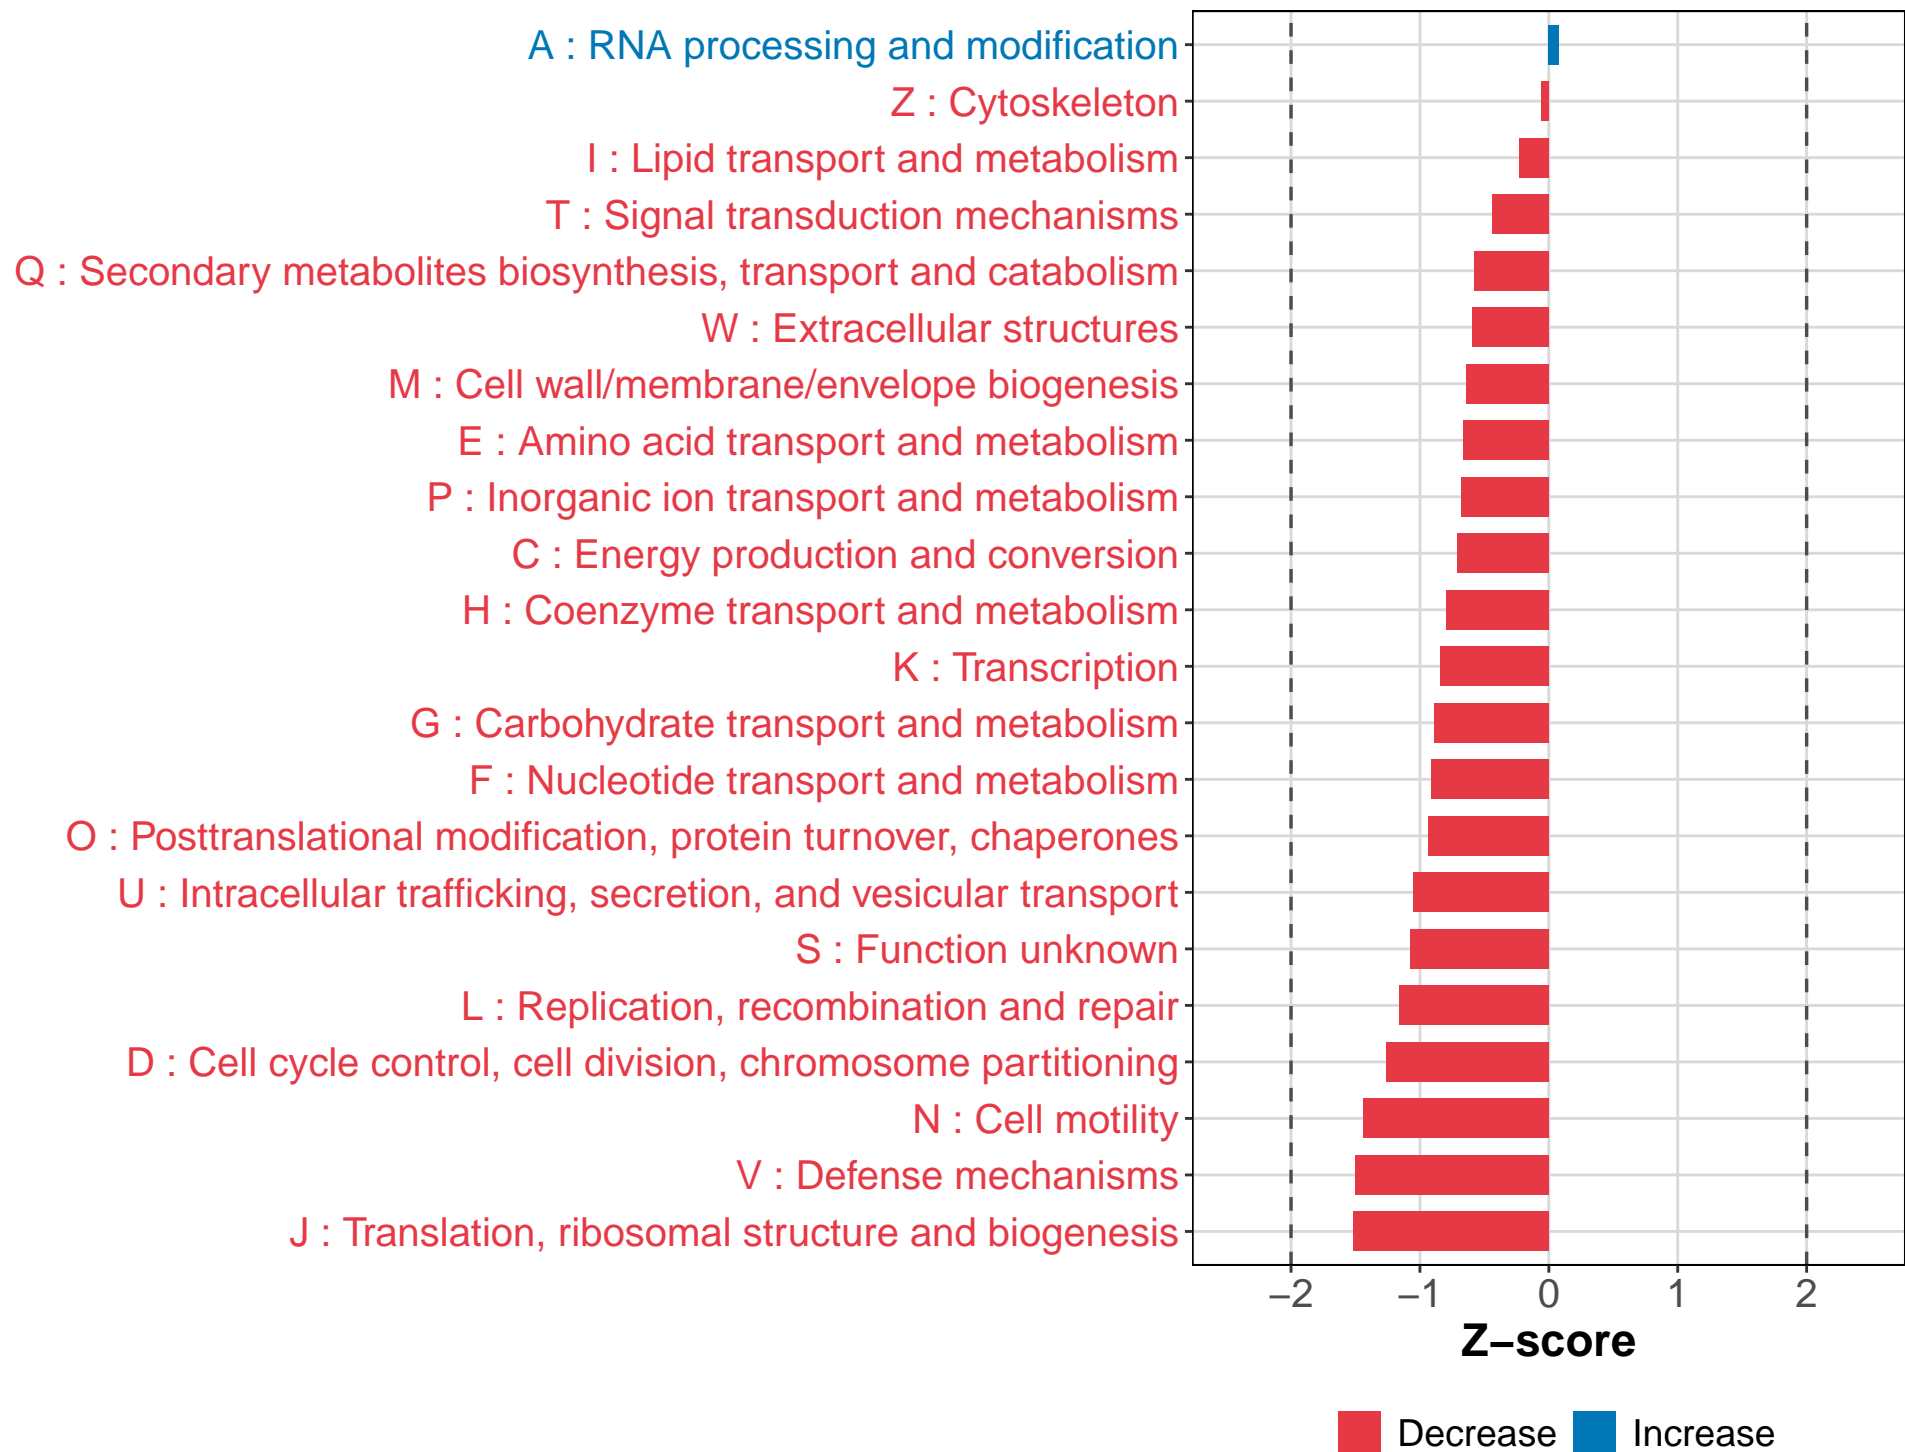 A : RNA processing and modification
Z : Cytoskeleton
I : Lipid transport and metabolism
T : Signal transduction mechanisms
Q : Secondary metabolites biosynthesis, transport and catabolism
W : Extracellular structures
M : Cell wall/membrane/envelope biogenesis
E : Amino acid transport and metabolism
P : Inorganic ion transport and metabolism
C : Energy production and conversion
H : Coenzyme transport and metabolism
K : Transcription
G : Carbohydrate transport and metabolism
F : Nucleotide transport and metabolism
O : Posttranslational modification, protein turnover, chaperones
U : Intracellular trafficking, secretion, and vesicular transport
S : Function unknown
L : Replication, recombination and repair
D : Cell cycle control, cell division, chromosome partitioning
N : Cell motility
V : Defense mechanisms
J : Translation, ribosomal structure and biogenesis
−2 −1 0 1 2
Z−score
Decrease Increase